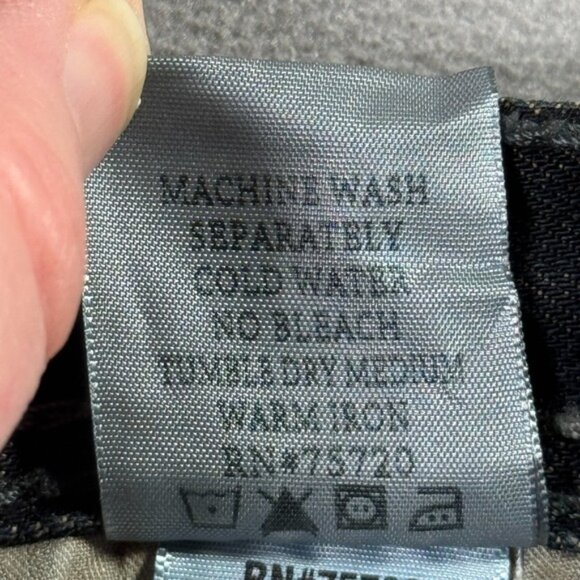 MACHINE WASH
SEPARATELY
COLD WATER
NO BLEACH
TUMBLE DRY MEDIUM
WARM IRON
RN#75720